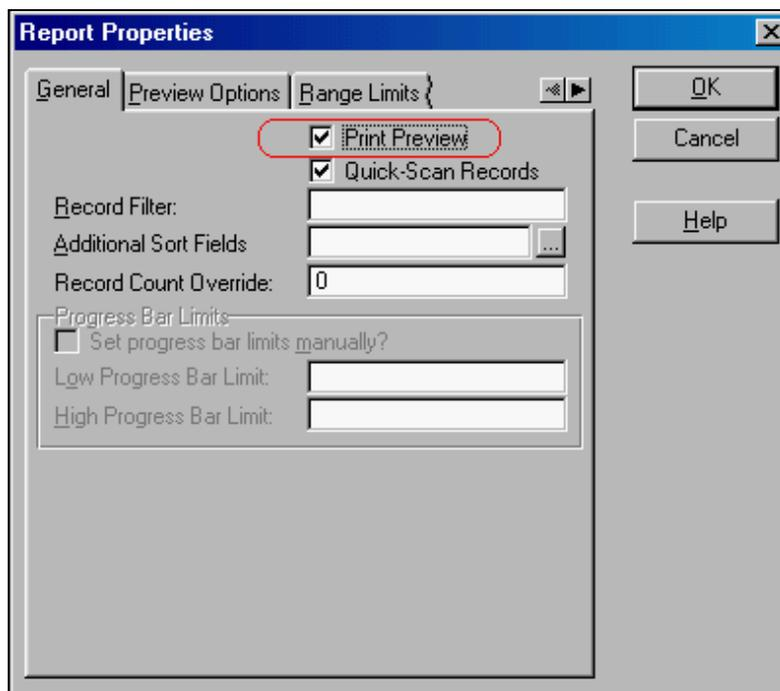 Report Properties
General Preview Options Range Limits
OK
Print Preview
Cancel
Quick-Scan Records
Record Filter:
Help
Additional Sort Fields ...
Record Count Override: 0
Progress Bar Limits
Set progress bar limits manually?
Low Progress Bar Limit:
High Progress Bar Limit: